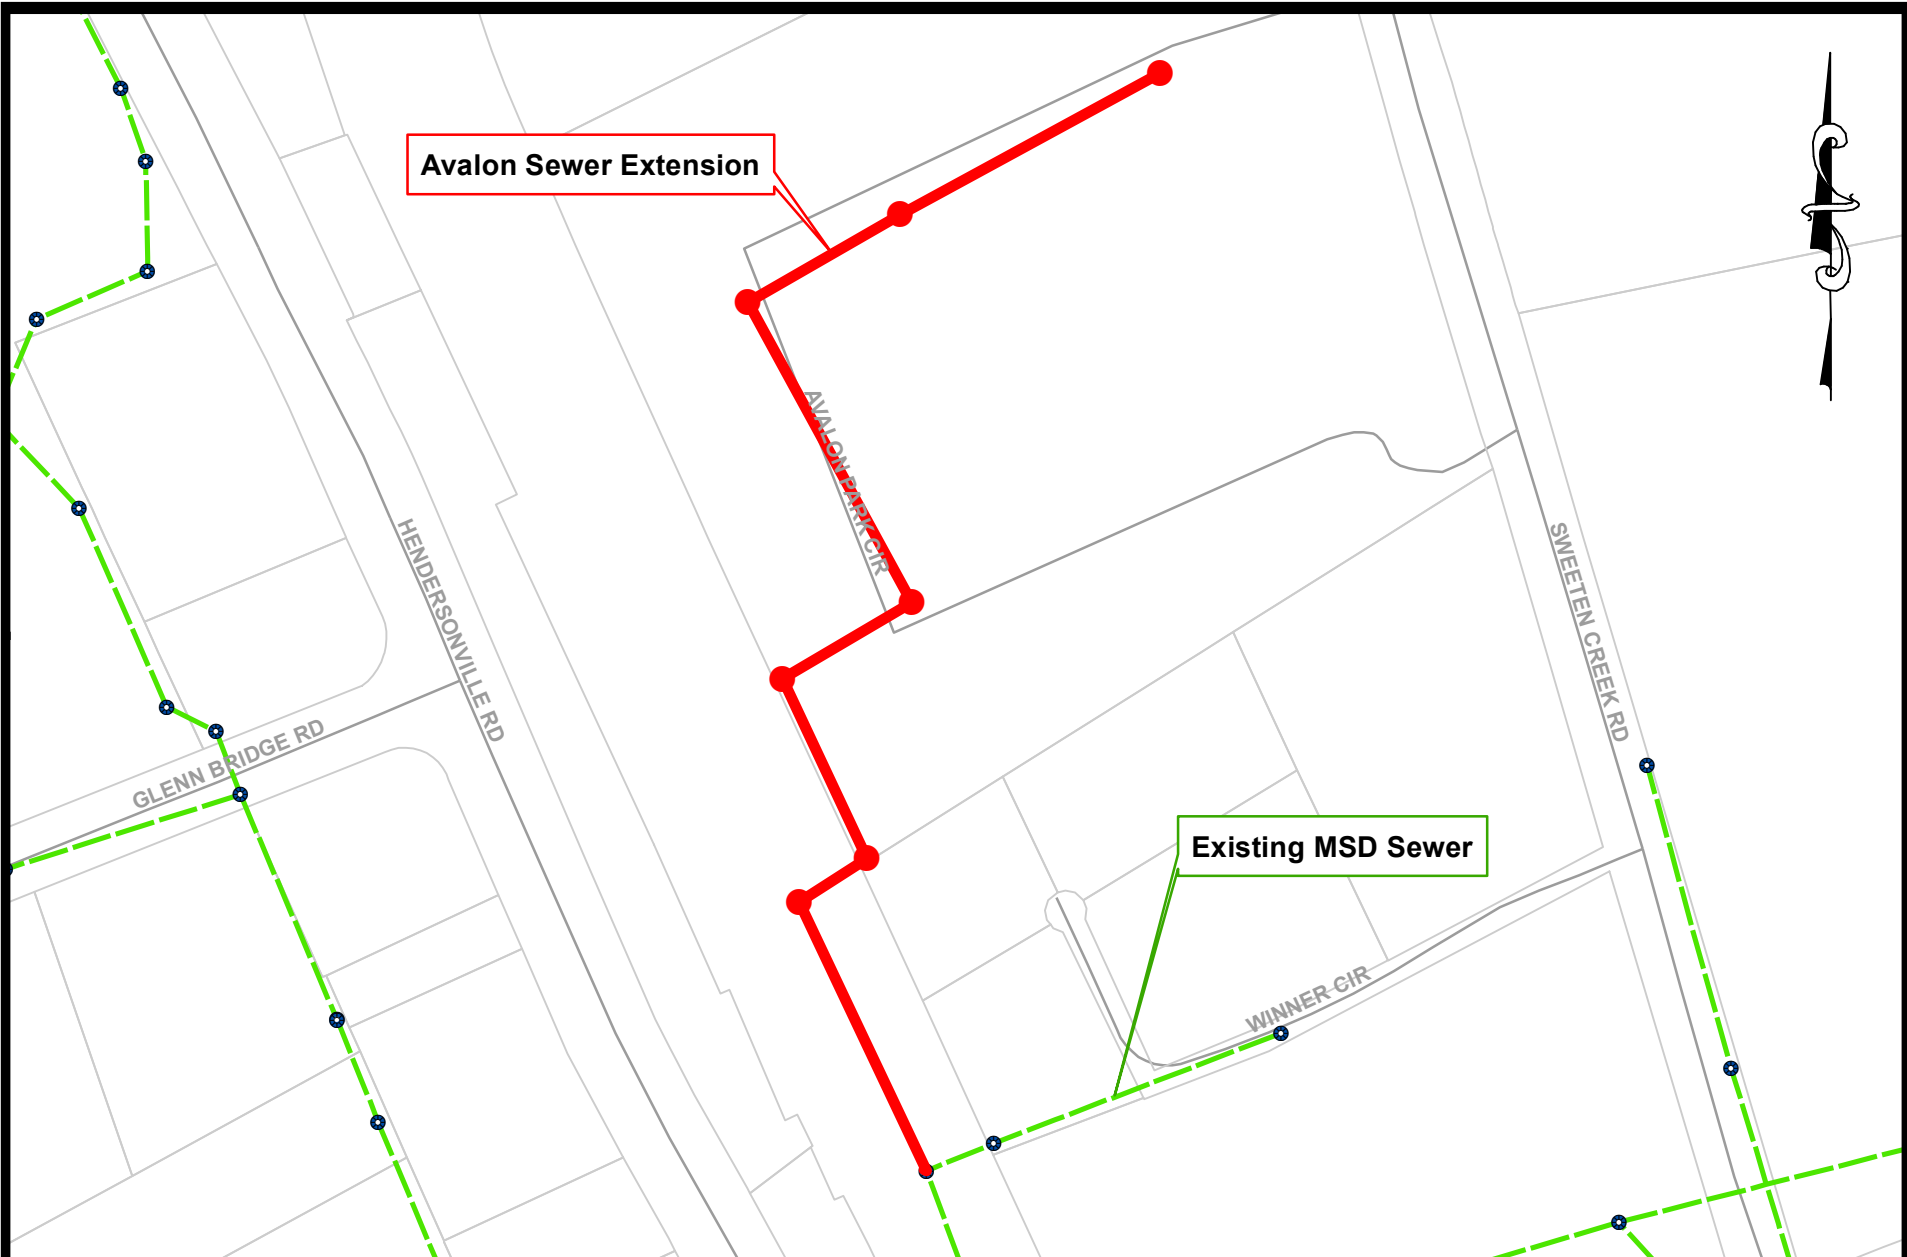 Avalon Sewer Extension
AVALON PARK CIR
HENDERSONVILLE RD
SWEETEN CREEK RD
GLENN BRIDGE RD
Existing MSD Sewer
WINNER CIR